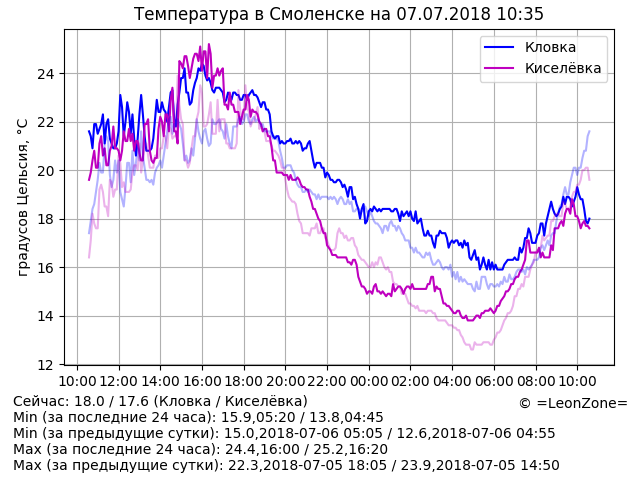 Температура в Смоленске на 07.07.2018 10:35
Кловка
Киселёвка
градусов Цельсия, °C
24
22
20
18
16
14
12
10:00 12:00 14:00 16:00 18:00 20:00 22:00 00:00 02:00 04:00 06:00 08:00 10:00
Сейчас: 18.0 / 17.6 (Кловка / Киселёвка)
© =LeonZone=
Min (за последние 24 часа): 15.9,05:20 / 13.8,04:45
Min (за предыдущие сутки): 15.0,2018-07-06 05:05 / 12.6,2018-07-06 04:55
Max (за последние 24 часа): 24.4,16:00 / 25.2,16:20
Max (за предыдущие сутки): 22.3,2018-07-05 18:05 / 23.9,2018-07-05 14:50